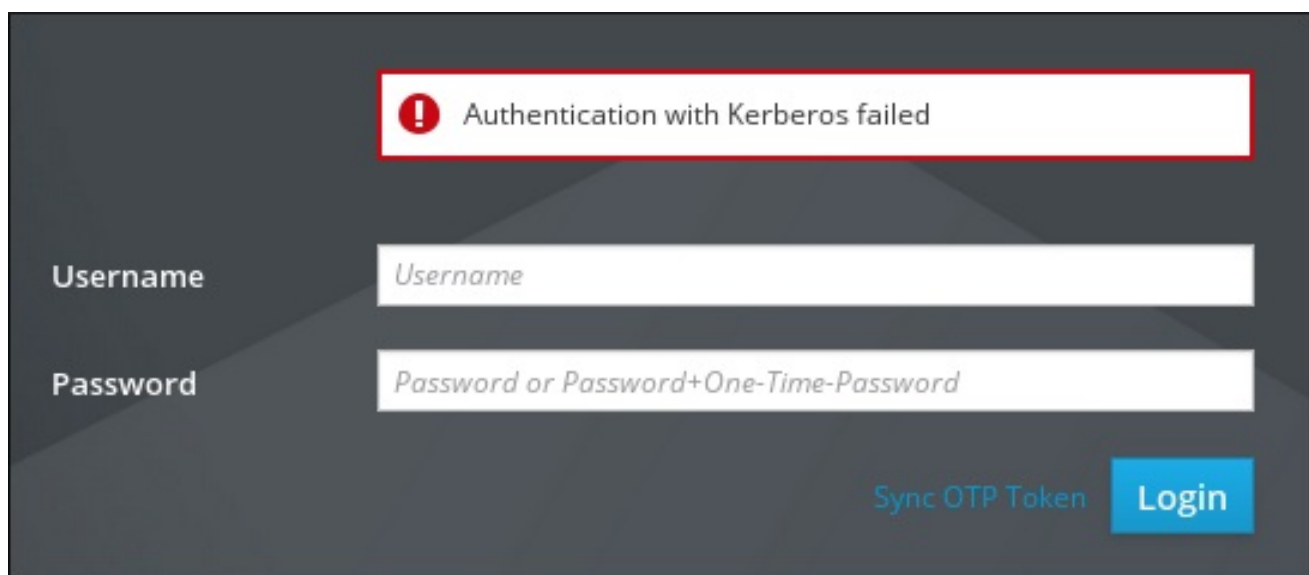 Authentication with Kerberos failed
Username
Username
Password
Password or Password+One-Time-Password
Sync OTP Token
Login